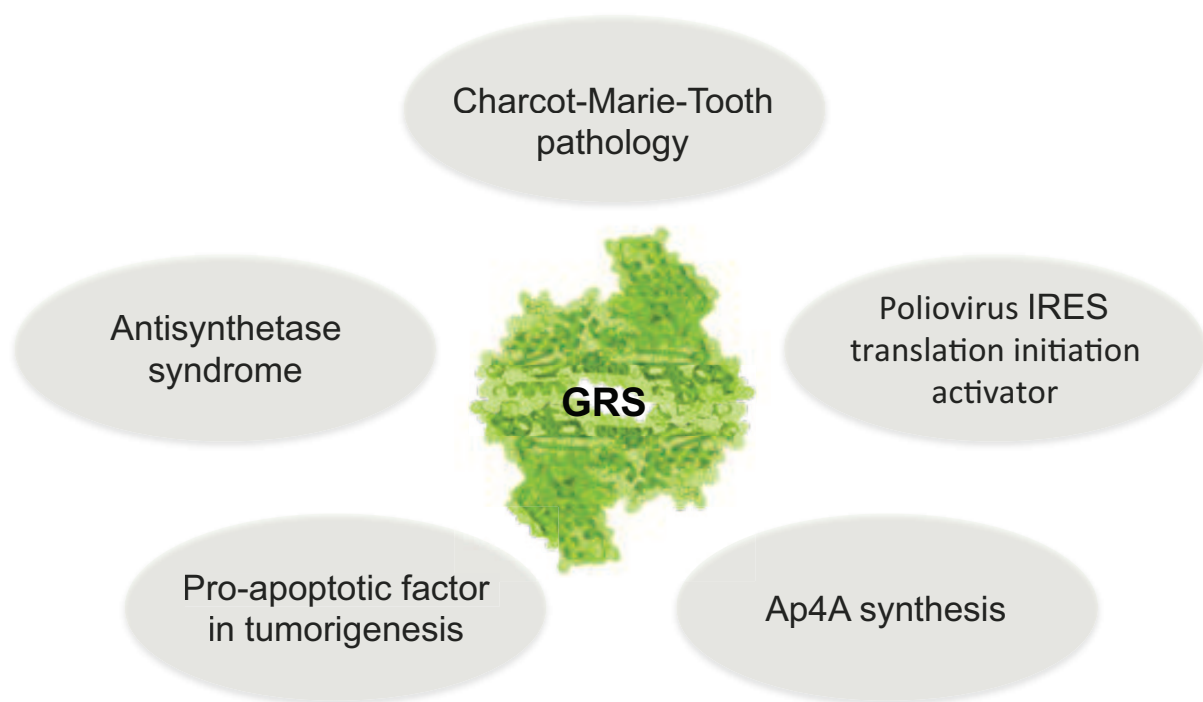 Charcot-Marie-Tooth
pathology
Antisynthetase
syndrome
Poliovirus IRES
translation initiation
activator
GRS
Pro-apoptotic factor
in tumorigenesis
Ap4A synthesis